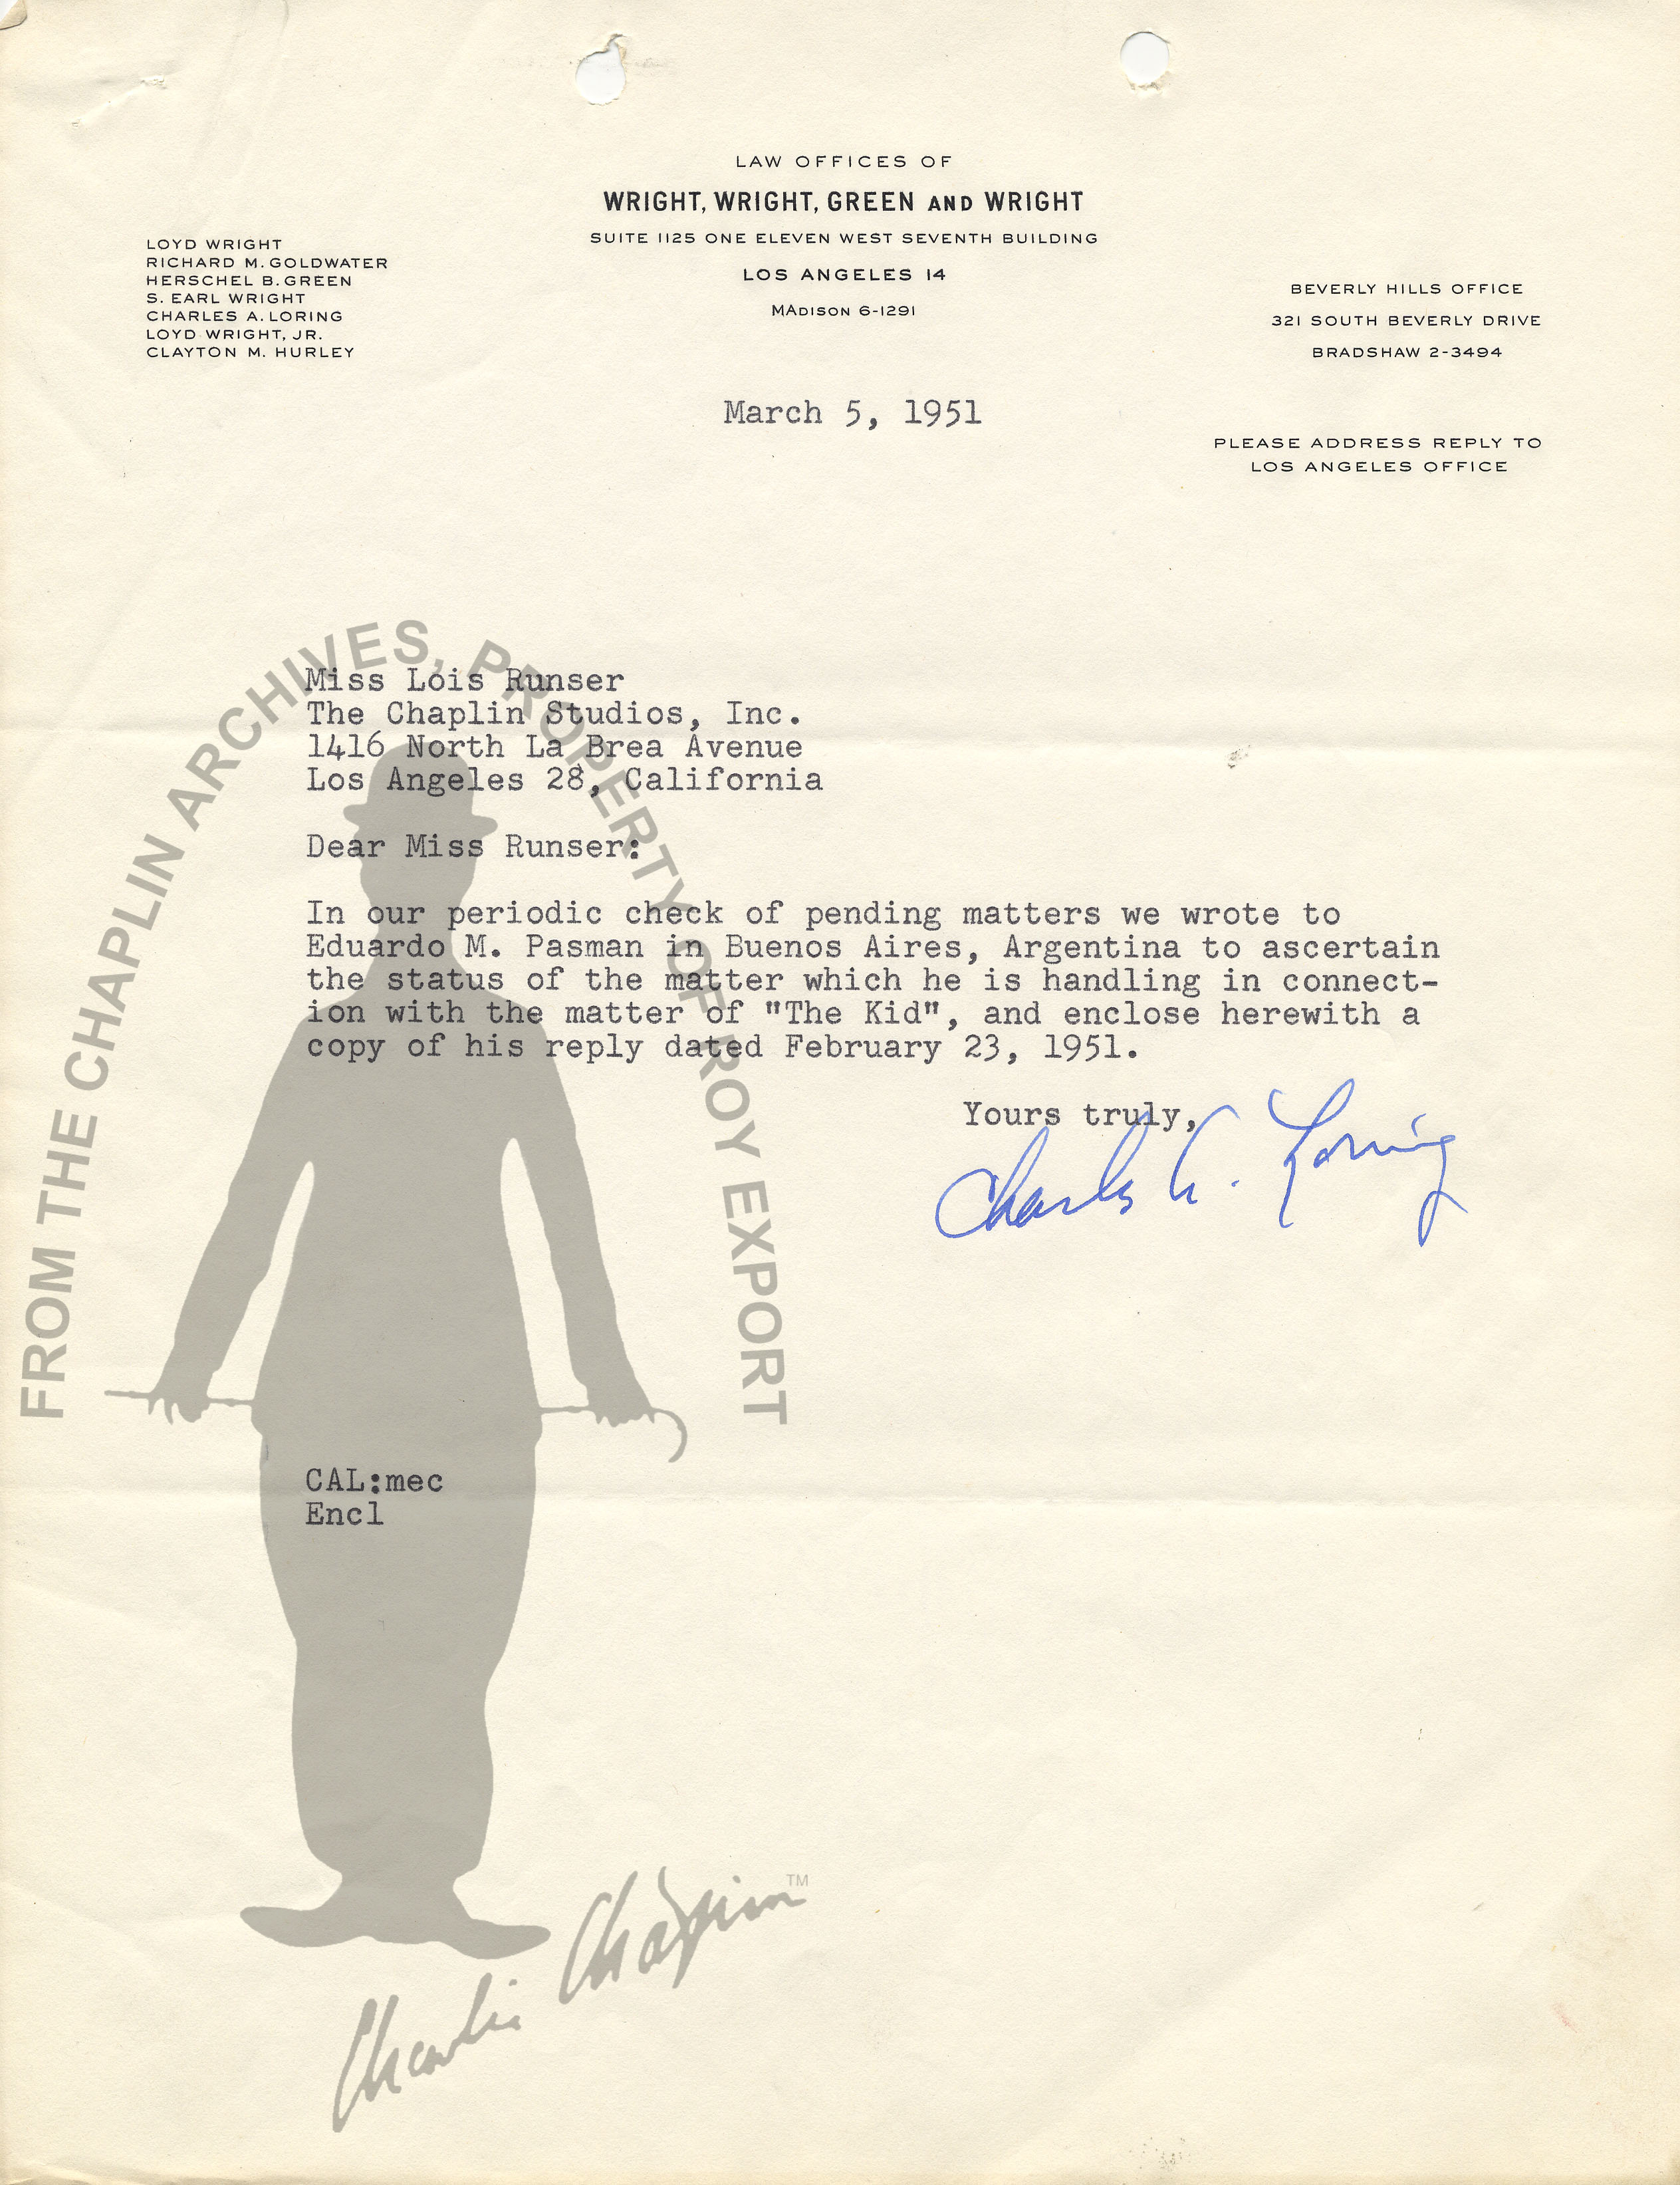 LAW OFFICES OF
WRIGHT, WRIGHT, GREEN AND WRIGHT
SUITE 1125 ONE ELEVEN WEST SEVENTH BUILDING
LOS ANGELES 14
MADISON 6-1291
LOYD WRIGHT
RICHARD M. GOLDWATER
HERSCHEL B. GREEN
S. EARL WRIGHT
CHARLES A. LORING
LOYD WRIGHT, JR.
CLAYTON M. HURLEY
BEVERLY HILLS OFFICE
321 SOUTH BEVERLY DRIVE
BRADSHAW 2-3494
March 5, 1951
PLEASE ADDRESS REPLY TO
LOS ANGELES OFFICE
Miss Lois Runser
The Chaplin Studios, Inc.
1416 North La Brea Avenue
Los Angeles 28, California
Dear Miss Runser:
In our periodic check of pending matters we wrote to
Eduardo M. Pasman in Buenos Aires, Argentina to ascertain
the status of the matter which he is handling in connect-
ion with the matter of "The Kid", and enclose herewith a
copy of his reply dated February 23, 1951.
Yours truly,
Charles A. Loring
CAL:mec
Encl
FROM THE CHAPLIN ARCHIVES, PROPERTY OF ROY EXPORT
Charlie Chaplin TM